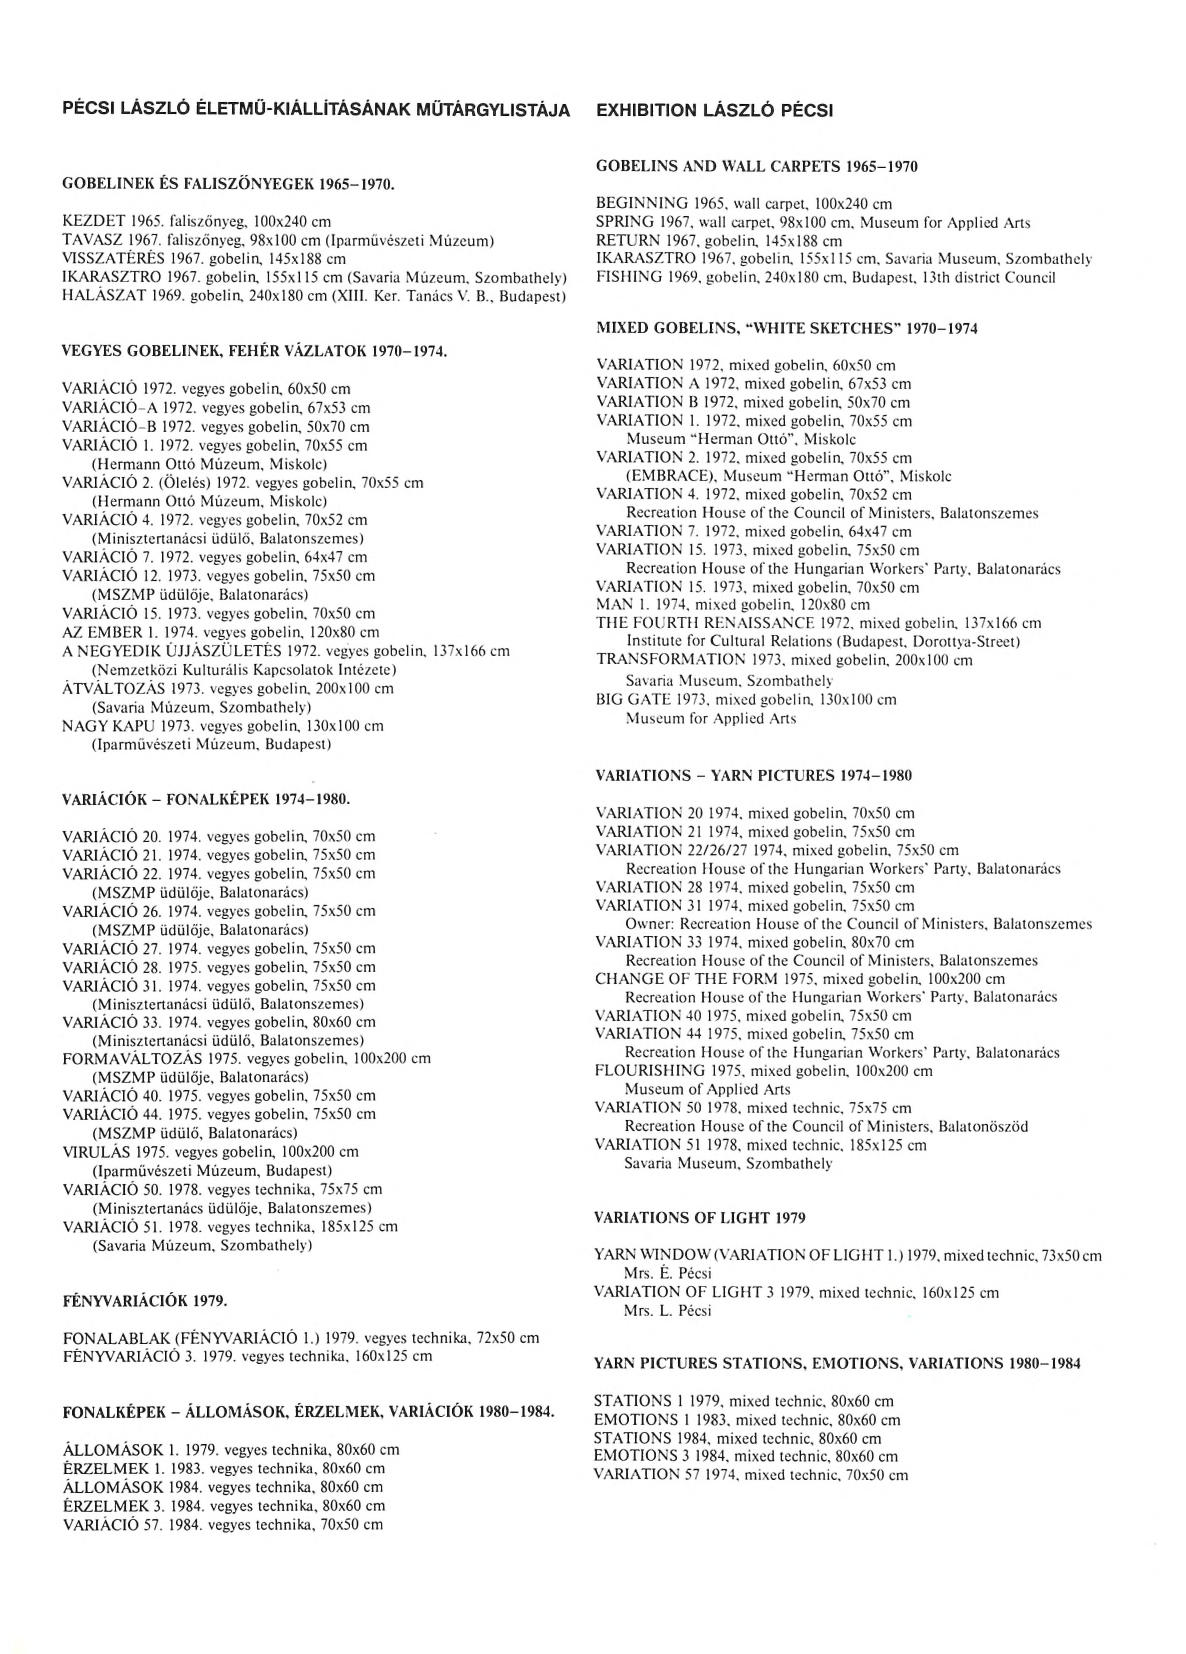 PÉCSI LÁSZLÓ ÉLETMŰ-KIÁLLÍTÁSÁNAK MŰTÁRGYLISTÁJA
GOBELINEK ÉS FALISZŐNYEGEK 1965–1970.
KEZDET 1965. faliszőnyeg, 100x240 cm
TAVASZ 1967. faliszőnyeg, 98x100 cm (Iparművészeti Múzeum)
VISSZATÉRÉS 1967. gobelin, 145x188 cm
IKARASZTRO 1967. gobelin, 155x115 cm (Savaria Múzeum, Szombathely)
HALÁSZAT 1969. gobelin, 240x180 cm (XIII. Ker. Tanács V. B., Budapest)
VEGYES GOBELINEK, FEHÉR VÁZLATOK 1970–1974.
VARIÁCIÓ 1972. vegyes gobelin, 60x50 cm
VARIÁCIÓ–A 1972. vegyes gobelin, 67x53 cm
VARIÁCIÓ–B 1972. vegyes gobelin, 50x70 cm
VARIÁCIÓ 1. 1972. vegyes gobelin, 70x55 cm
(Hermann Ottó Múzeum, Miskolc)
VARIÁCIÓ 2. (Ölelés) 1972. vegyes gobelin, 70x55 cm
(Hermann Ottó Múzeum, Miskolc)
VARIÁCIÓ 4. 1972. vegyes gobelin, 70x52 cm
(Minisztertanácsi üdülő, Balatonszemes)
VARIÁCIÓ 7. 1972. vegyes gobelin, 64x47 cm
VARIÁCIÓ 12. 1973. vegyes gobelin, 75x50 cm
(MSZMP üdülője, Balatonarács)
VARIÁCIÓ 15. 1973. vegyes gobelin, 70x50 cm
AZ EMBER 1. 1974. vegyes gobelin, 120x80 cm
A NEGYEDIK ÚJJÁSZÜLETÉS 1972. vegyes gobelin, 137x166 cm
(Nemzetközi Kulturális Kapcsolatok Intézete)
ÁTVÁLTOZÁS 1973. vegyes gobelin, 200x100 cm
(Savaria Múzeum, Szombathely)
NAGY KAPU 1973. vegyes gobelin, 130x100 cm
(Iparművészeti Múzeum, Budapest)
VARIÁCIÓK – FONALKÉPEK 1974–1980.
VARIÁCIÓ 20. 1974. vegyes gobelin, 70x50 cm
VARIÁCIÓ 21. 1974. vegyes gobelin, 75x50 cm
VARIÁCIÓ 22. 1974. vegyes gobelin, 75x50 cm
(MSZMP üdülője, Balatonarács)
VARIÁCIÓ 26. 1974. vegyes gobelin, 75x50 cm
(MSZMP üdülője, Balatonarács)
VARIÁCIÓ 27. 1974. vegyes gobelin, 75x50 cm
VARIÁCIÓ 28. 1975. vegyes gobelin, 75x50 cm
VARIÁCIÓ 31. 1974. vegyes gobelin, 75x50 cm
(Minisztertanácsi üdülő, Balatonszemes)
VARIÁCIÓ 33. 1974. vegyes gobelin, 80x60 cm
(Minisztertanácsi üdülő, Balatonszemes)
FORMAVÁLTOZÁS 1975. vegyes gobelin, 100x200 cm
(MSZMP üdülője, Balatonarács)
VARIÁCIÓ 40. 1975. vegyes gobelin, 75x50 cm
VARIÁCIÓ 44. 1975. vegyes gobelin, 75x50 cm
(MSZMP üdülő, Balatonarács)
VIRULÁS 1975. vegyes gobelin, 100x200 cm
(Iparművészeti Múzeum, Budapest)
VARIÁCIÓ 50. 1978. vegyes technika, 75x75 cm
(Minisztertanács üdülője, Balatonszemes)
VARIÁCIÓ 51. 1978. vegyes technika, 185x125 cm
(Savaria Múzeum, Szombathely)
FÉNYVARIÁCIÓK 1979.
FONALABLAK (FÉNYVARIÁCIÓ 1.) 1979. vegyes technika, 72x50 cm
FÉNYVARIÁCIÓ 3. 1979. vegyes technika, 160x125 cm
FONALKÉPEK – ÁLLOMÁSOK, ÉRZELMEK, VARIÁCIÓK 1980–1984.
ÁLLOMÁSOK 1. 1979. vegyes technika, 80x60 cm
ÉRZELMEK 1. 1983. vegyes technika, 80x60 cm
ÁLLOMÁSOK 1984. vegyes technika, 80x60 cm
ÉRZELMEK 3. 1984. vegyes technika, 80x60 cm
VARIÁCIÓ 57. 1984. vegyes technika, 70x50 cm
EXHIBITION LÁSZLÓ PÉCSI
GOBELINS AND WALL CARPETS 1965–1970
BEGINNING 1965, wall carpet, 100x240 cm
SPRING 1967, wall carpet, 98x100 cm, Museum for Applied Arts
RETURN 1967, gobelin, 145x188 cm
IKARASZTRO 1967, gobelin, 155x115 cm, Savaria Museum, Szombathely
FISHING 1969, gobelin, 240x180 cm, Budapest, 13th district Council
MIXED GOBELINS, “WHITE SKETCHES” 1970–1974
VARIATION 1972, mixed gobelin, 60x50 cm
VARIATION A 1972, mixed gobelin, 67x53 cm
VARIATION B 1972, mixed gobelin, 50x70 cm
VARIATION 1. 1972, mixed gobelin, 70x55 cm
Museum “Herman Ottó”, Miskolc
VARIATION 2. 1972, mixed gobelin, 70x55 cm
(EMBRACE), Museum “Herman Ottó”, Miskolc
VARIATION 4. 1972, mixed gobelin, 70x52 cm
Recreation House of the Council of Ministers, Balatonszemes
VARIATION 7. 1972, mixed gobelin, 64x47 cm
VARIATION 15. 1973, mixed gobelin, 75x50 cm
Recreation House of the Hungarian Workers’ Party, Balatonarács
VARIATION 15. 1973, mixed gobelin, 70x50 cm
MAN 1. 1974, mixed gobelin, 120x80 cm
THE FOURTH RENAISSANCE 1972, mixed gobelin, 137x166 cm
Institute for Cultural Relations (Budapest, Dorottya-Street)
TRANSFORMATION 1973, mixed gobelin, 200x100 cm
Savaria Museum, Szombathely
BIG GATE 1973, mixed gobelin, 130x100 cm
Museum for Applied Arts
VARIATIONS – YARN PICTURES 1974–1980
VARIATION 20 1974, mixed gobelin, 70x50 cm
VARIATION 21 1974, mixed gobelin, 75x50 cm
VARIATION 22/26/27 1974, mixed gobelin, 75x50 cm
Recreation House of the Hungarian Workers’ Party, Balatonarács
VARIATION 28 1974, mixed gobelin, 75x50 cm
VARIATION 31 1974, mixed gobelin, 75x50 cm
Owner: Recreation House of the Council of Ministers, Balatonszemes
VARIATION 33 1974, mixed gobelin, 80x70 cm
Recreation House of the Council of Ministers, Balatonszemes
CHANGE OF THE FORM 1975, mixed gobelin, 100x200 cm
Recreation House of the Hungarian Workers’ Party, Balatonarács
VARIATION 40 1975, mixed gobelin, 75x50 cm
VARIATION 44 1975, mixed gobelin, 75x50 cm
Recreation House of the Hungarian Workers’ Party, Balatonarács
FLOURISHING 1975, mixed gobelin, 100x200 cm
Museum of Applied Arts
VARIATION 50 1978, mixed technic, 75x75 cm
Recreation House of the Council of Ministers, Balatonöszöd
VARIATION 51 1978, mixed technic, 185x125 cm
Savaria Museum, Szombathely
VARIATIONS OF LIGHT 1979
YARN WINDOW (VARIATION OF LIGHT 1.) 1979, mixed technic, 73x50 cm
Mrs. É. Pécsi
VARIATION OF LIGHT 3 1979, mixed technic, 160x125 cm
Mrs. L. Pécsi
YARN PICTURES STATIONS, EMOTIONS, VARIATIONS 1980–1984
STATIONS 1 1979, mixed technic, 80x60 cm
EMOTIONS 1 1983, mixed technic, 80x60 cm
STATIONS 1984, mixed technic, 80x60 cm
EMOTIONS 3 1984, mixed technic, 80x60 cm
VARIATION 57 1974, mixed technic, 70x50 cm